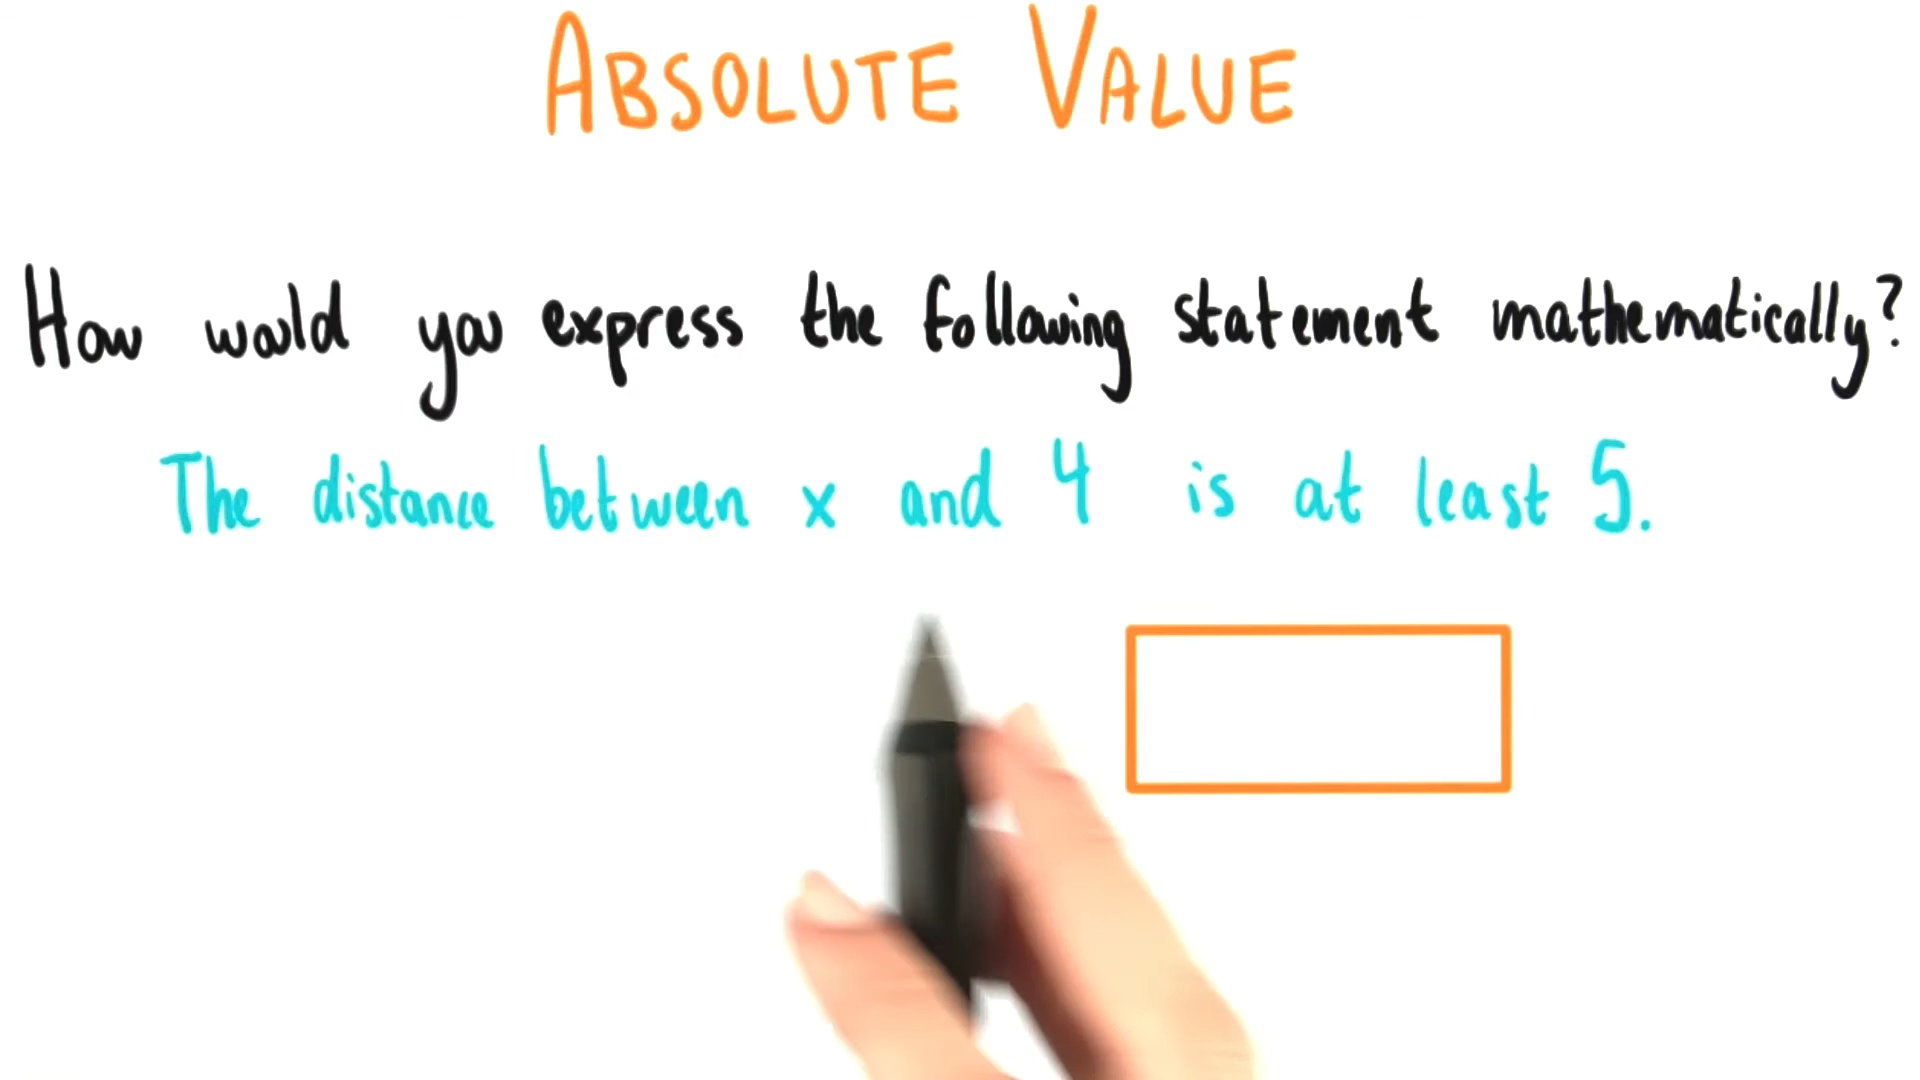 ABSOLUTE VALUE
How would you express the following statement mathematically?
The distance between x and 4 is at least 5.